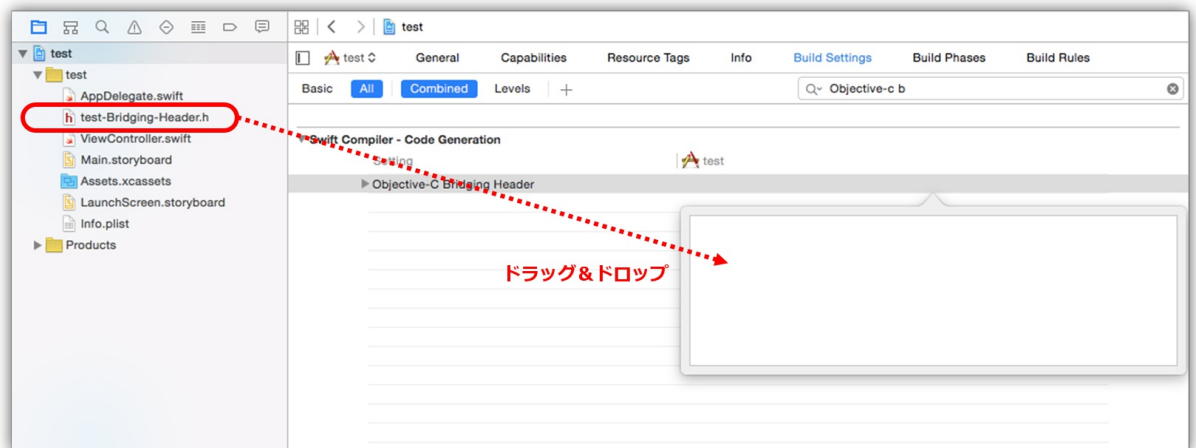 test
test
test General Capabilities Resource Tags Info Build Settings Build Phases Build Rules
test
AppDelegate.swift
Basic All Combined Levels + Objective-c b
test-Bridging-Header.h
ViewController.swift
Swift Compiler - Code Generation
Main.storyboard
Setting test
Assets.xcassets
Objective-C Bridging Header
LaunchScreen.storyboard
Info.plist
Products
ドラッグ&ドロップ